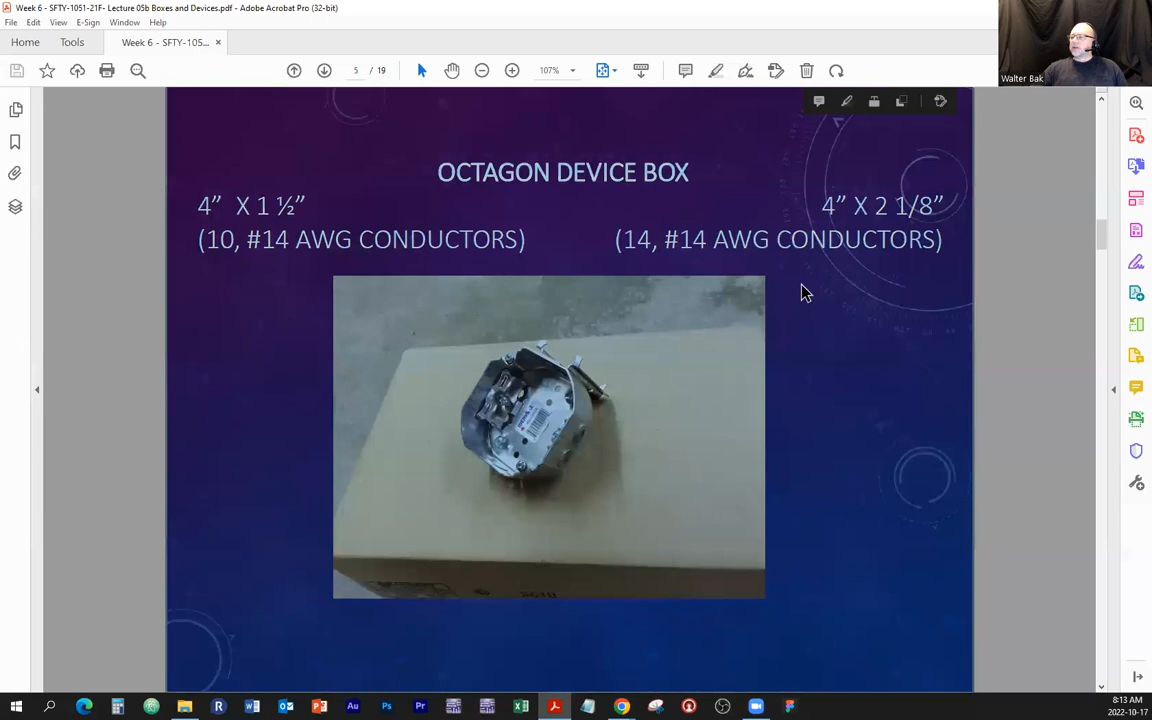 Week 6 - SFTY-1051-21F- Lecture 05b Boxes and Devices.pdf - Adobe Acrobat Pro (32-bit)
File Edit View E-Sign Window Help
Home Tools Week 6 - SFTY-105... ×
5 / 19 107%
Walter Bak
OCTAGON DEVICE BOX
4” X 1 ½” 4” X 2 1/8”
(10, #14 AWG CONDUCTORS) (14, #14 AWG CONDUCTORS)
8:13 AM
2022-10-17